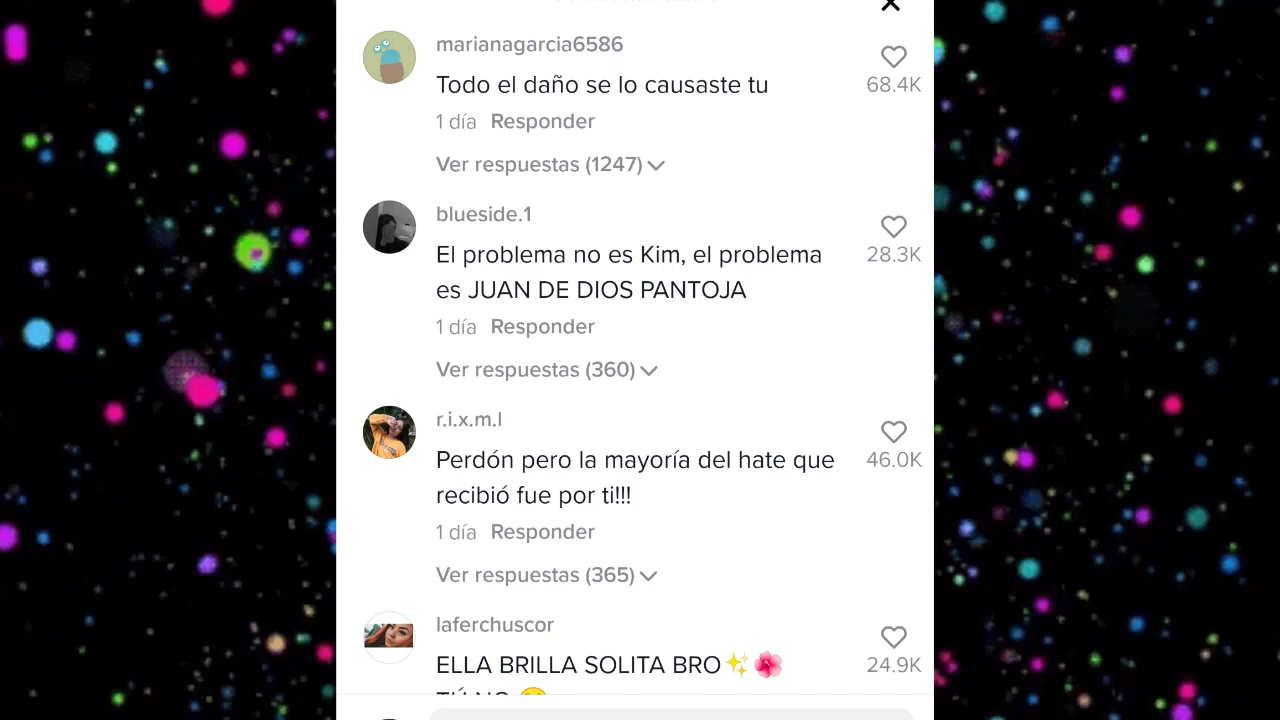 marianagarcia6586
Todo el daño se lo causaste tu
68.4K
1 día Responder
Ver respuestas (1247)
blueside.1
El problema no es Kim, el problema
es JUAN DE DIOS PANTOJA
28.3K
1 día Responder
Ver respuestas (360)
r.i.x.m.l
Perdón pero la mayoría del hate que
recibió fue por ti!!!
46.0K
1 día Responder
Ver respuestas (365)
laferchuscor
ELLA BRILLA SOLITA BRO✨🌺
24.9K
TÚ NO